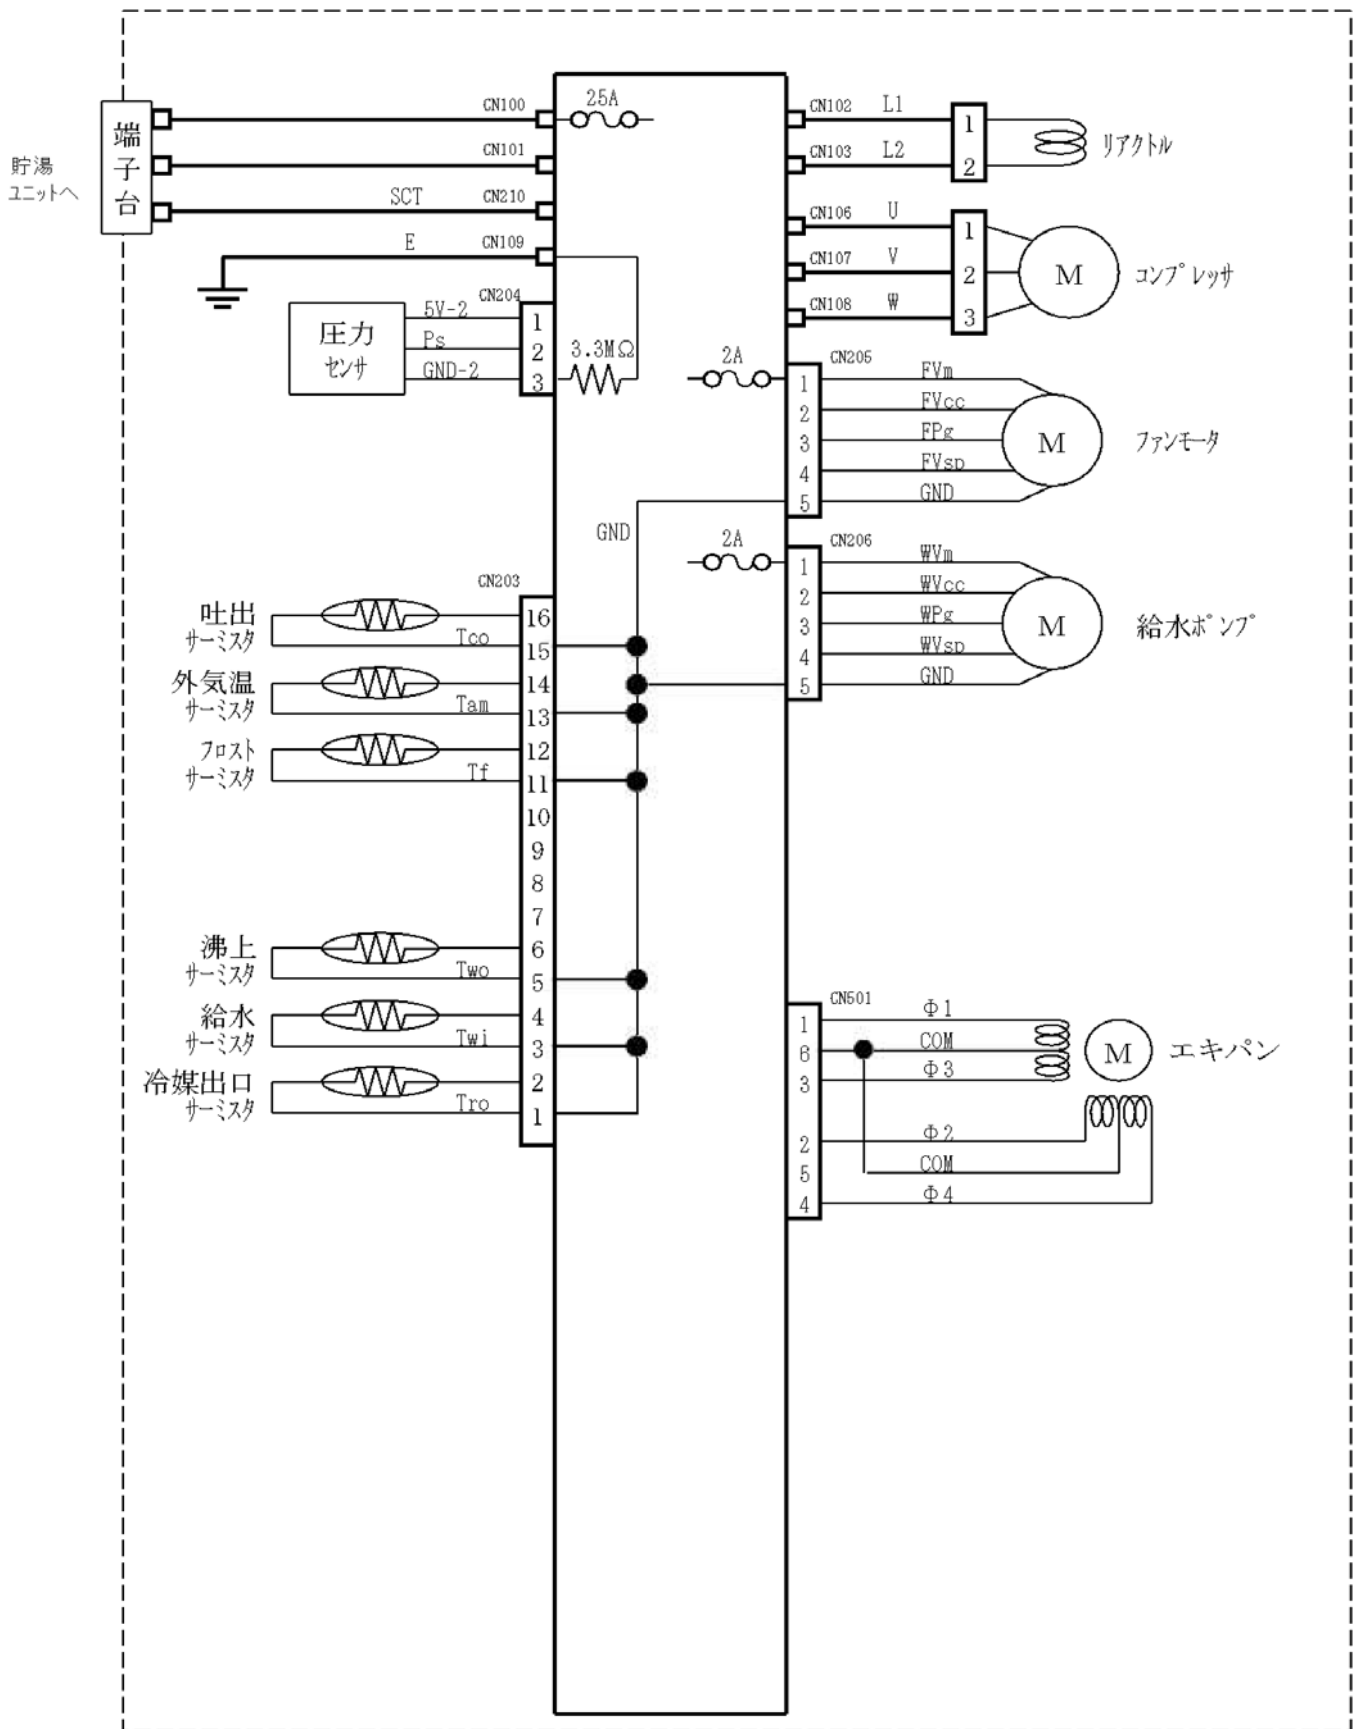 貯湯
ユニットへ
端
子
台
CN100
25A
CN101
SCT
CN210
E
CN109
圧力
センサ
CN204
5V-2
1
Ps
2
GND-2
3
3.3MΩ
CN102
L1
1
CN103
L2
2
リアクトル
CN106
U
1
CN107
V
2
CN108
W
3
M
コンプレッサ
2A
CN205
1
FVm
2
FVcc
3
FPg
4
FVsp
5
GND
M
ファンモータ
GND
2A
CN206
1
WVm
2
WVcc
3
WPg
4
WVsp
5
GND
M
給水ポンプ
CN203
吐出
サーミスタ
Tco
16
15
外気温
サーミスタ
Tam
14
13
フロスト
サーミスタ
Tf
12
11
10
9
8
7
沸上
サーミスタ
Two
6
5
給水
サーミスタ
Twi
4
3
冷媒出口
サーミスタ
Tro
2
1
CN501
1
Φ1
6
COM
3
Φ3
M
エキパン
2
Φ2
5
COM
4
Φ4